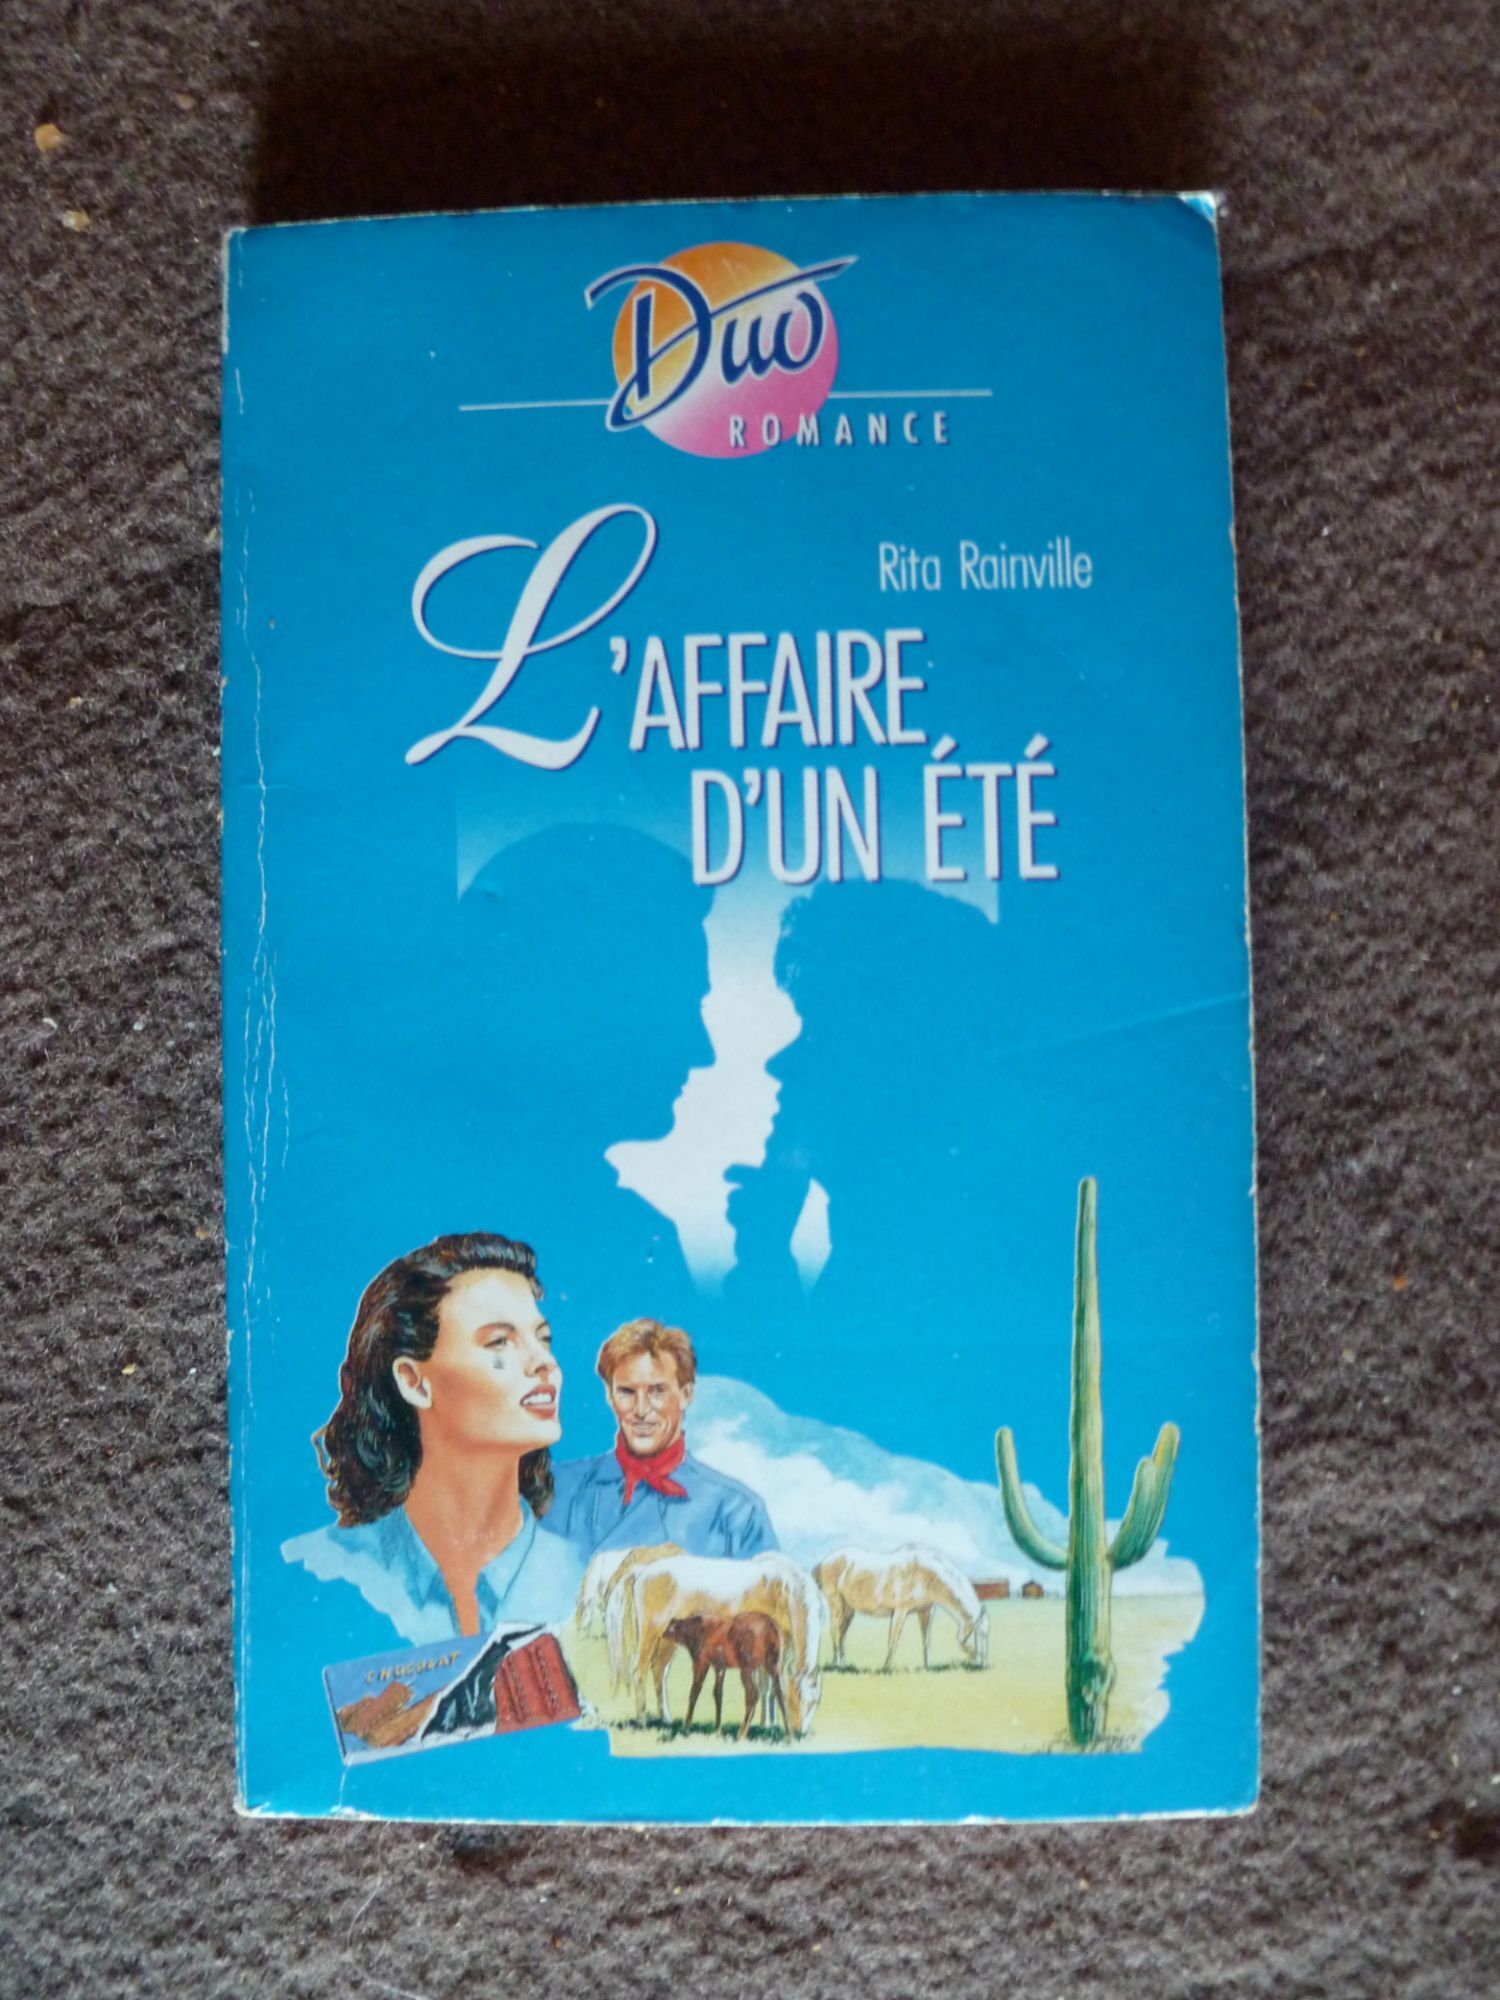 Duo
ROMANCE
Rita Rainville
L'AFFAIRE
D'UN ÉTÉ
CHOCOLAT